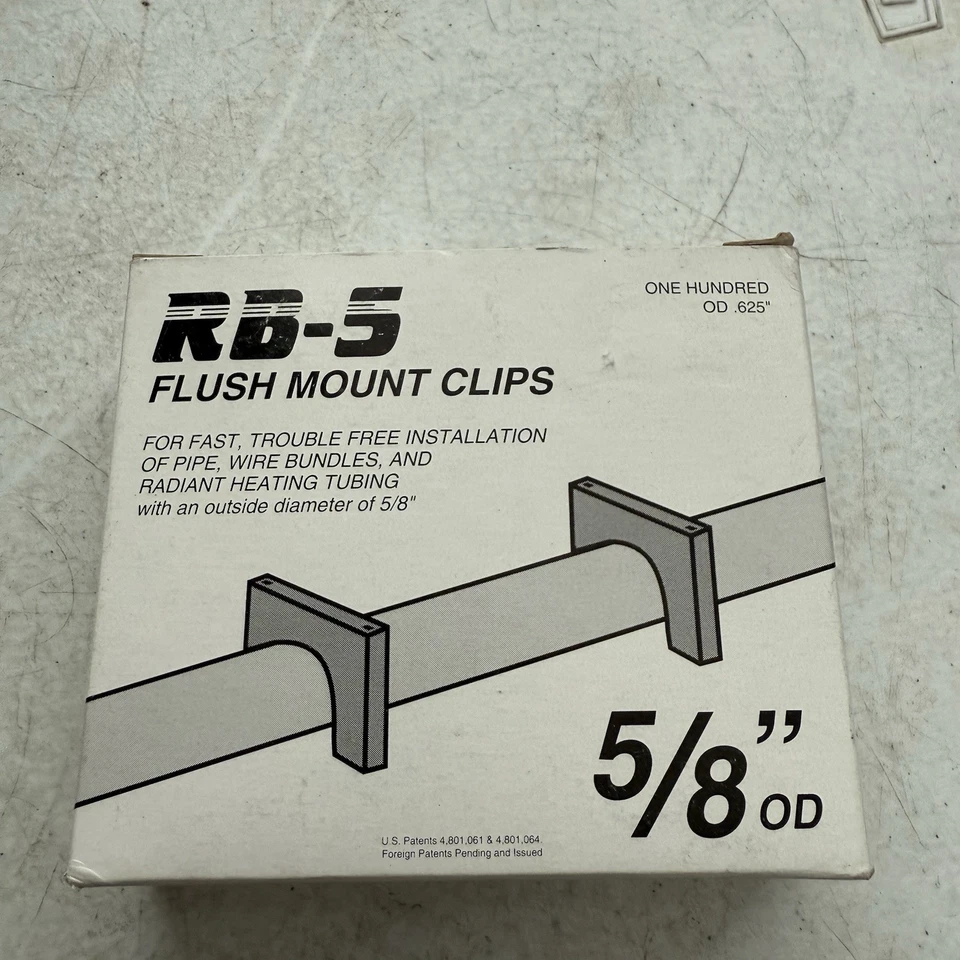 RB-5
FLUSH MOUNT CLIPS
ONE HUNDRED
OD .625"
FOR FAST, TROUBLE FREE INSTALLATION
OF PIPE, WIRE BUNDLES, AND
RADIANT HEATING TUBING
with an outside diameter of 5/8"
5/8” OD
U.S. Patents 4,801,061 & 4,801,064
Foreign Patents Pending and Issued